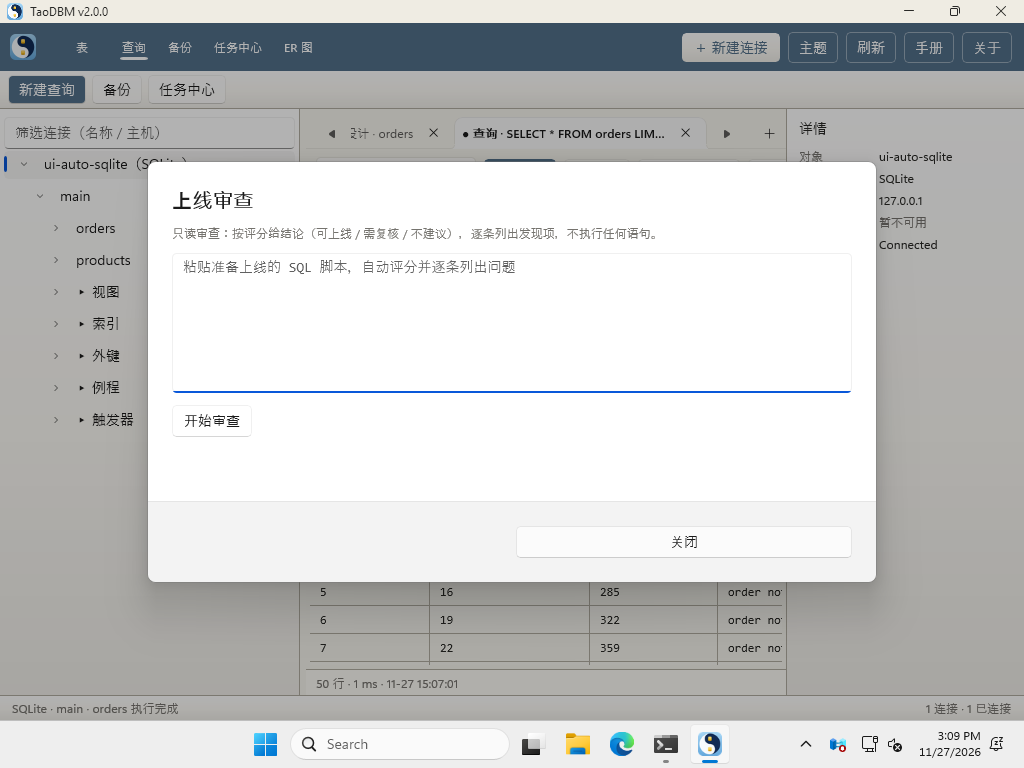 TaoDBM v2.0.0
表
查询
备份
任务中心
ER 图
+ 新建连接
主题
刷新
手册
关于
新建查询
备份
任务中心
筛选连接（名称 / 主机）
设计 · orders
● 查询 · SELECT * FROM orders LIM...
详情
ui-auto-sqlite（SQLite）
对象
ui-auto-sqlite
SQLite
127.0.0.1
暂不可用
Connected
main
orders
products
视图
索引
外键
例程
触发器
上线审查
只读审查：按评分给结论（可上线 / 需复核 / 不建议），逐条列出发现项，不执行任何语句。
粘贴准备上线的 SQL 脚本，自动评分并逐条列出问题
开始审查
关闭
5 16 285 order no
6 19 322 order no
7 22 359 order no
50 行 · 1 ms · 11-27 15:07:01
SQLite · main · orders 执行完成
1 连接 · 1 已连接
Search
3:09 PM
11/27/2026